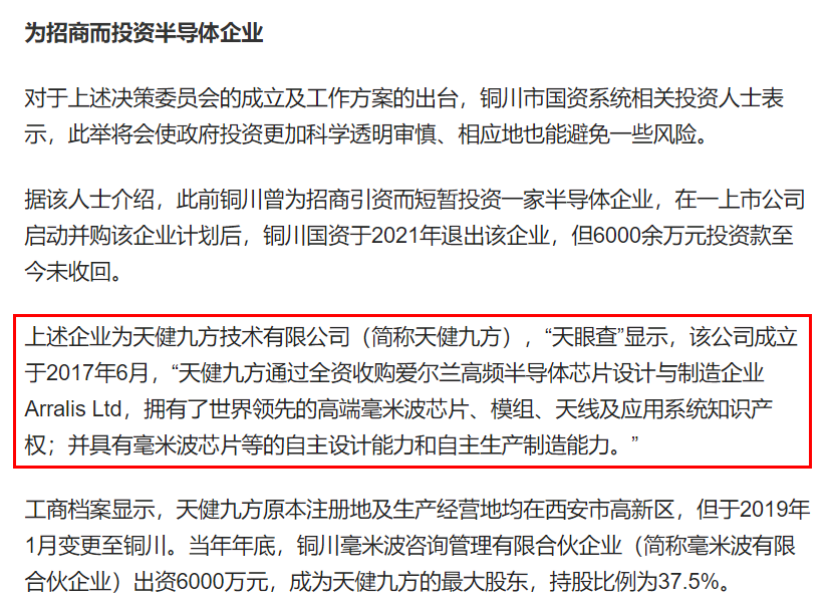 为招商而投资半导体企业
对于上述决策委员会的成立及工作方案的出台，铜川市国资系统相关投资人士表
示，此举将会使政府投资更加科学透明审慎、相应地也能避免一些风险。
据该人士介绍，此前铜川曾为招商引资而短暂投资一家半导体企业，在一上市公司
启动并购该企业计划后，铜川国资于2021年退出该企业，但6000余万元投资款至
今未收回。
上述企业为天健九方技术有限公司（简称天健九方），“天眼查”显示，该公司成立
于2017年6月，“天健九方通过全资收购爱尔兰高频半导体芯片设计与制造企业
Arralis Ltd，拥有了世界领先的高端毫米波芯片、模组、天线及应用系统知识产
权；并具有毫米波芯片等的自主设计能力和自主生产制造能力。”
工商档案显示，天健九方原本注册地及生产经营地均在西安市高新区，但于2019年
1月变更至铜川。当年年底，铜川毫米波咨询管理有限合伙企业（简称毫米波有限
合伙企业）出资6000万元，成为天健九方的最大股东，持股比例为37.5%。